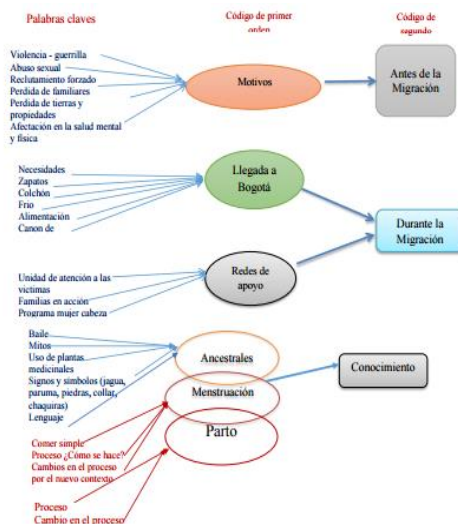 Palabras claves
Código de primer
orden
Código de
segundo
Violencia - guerrilla
Abuso sexual
Reclutamiento forzado
Perdida de familiares
Perdida de tierras y
propiedades
Afectación en la salud mental
y física
Motivos
Antes de la
Migración
Necesidades
Zapatos
Colchón
Frio
Alimentación
Canon de
Llegada a
Bogotá
Durante la
Migración
Unidad de atención a las
victimas
Familias en acción
Programa mujer cabeza
Redes de
apoyo
Baile
Mitos
Uso de plantas
medicinales
Signos y símbolos (jagua,
paruma, piedras, collar,
chaquiras)
Lenguaje
Ancestrales
Menstruación
Parto
Conocimiento
Comer simple
Proceso ¿Cómo se hace?
Cambios en el proceso
por el nuevo contexto
Proceso
Cambio en el proceso